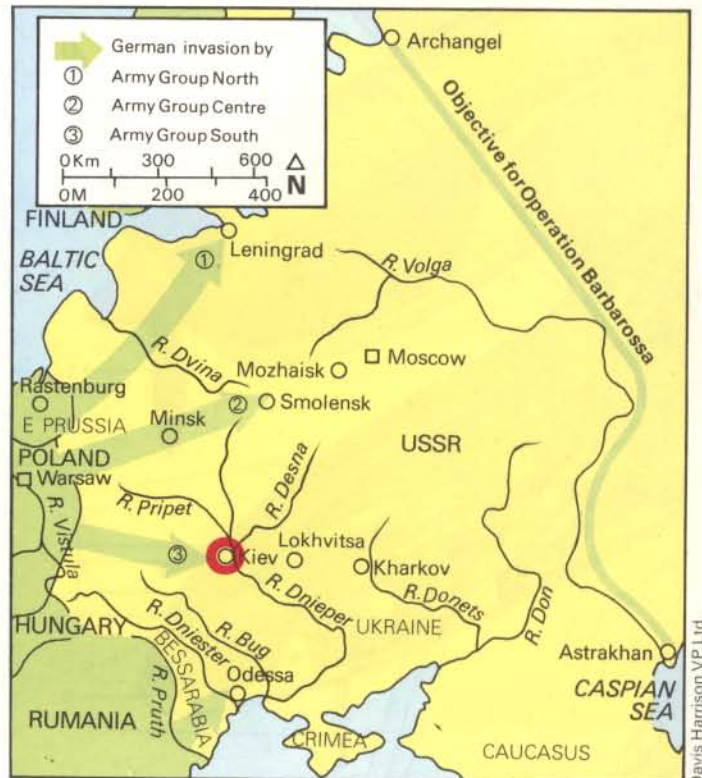 German invasion by
① Army Group North
② Army Group Centre
③ Army Group South
0Km 300 600
0M 200 400
N
Archangel
Objective for Operation Barbarossa
FINLAND
BALTIC
SEA
①
Leningrad
R. Volga
R. Dvina
Mozhaisk
Moscow
Rastenburg
E PRUSSIA
②
Smolensk
Minsk
USSR
POLAND
Warsaw
R. Vistula
R. Pripet
R. Desna
③
Kiev
Lokhvitsa
Kharkov
R. Dnieper
R. Donets
R. Don
UKRAINE
HUNGARY
R. Dniester
R. Bug
BESSARABIA
Odessa
R. Pruth
RUMANIA
CRIMEA
CAUCASUS
Astrakhan
CASPIAN
SEA
Davis Harrison VP Ltd.